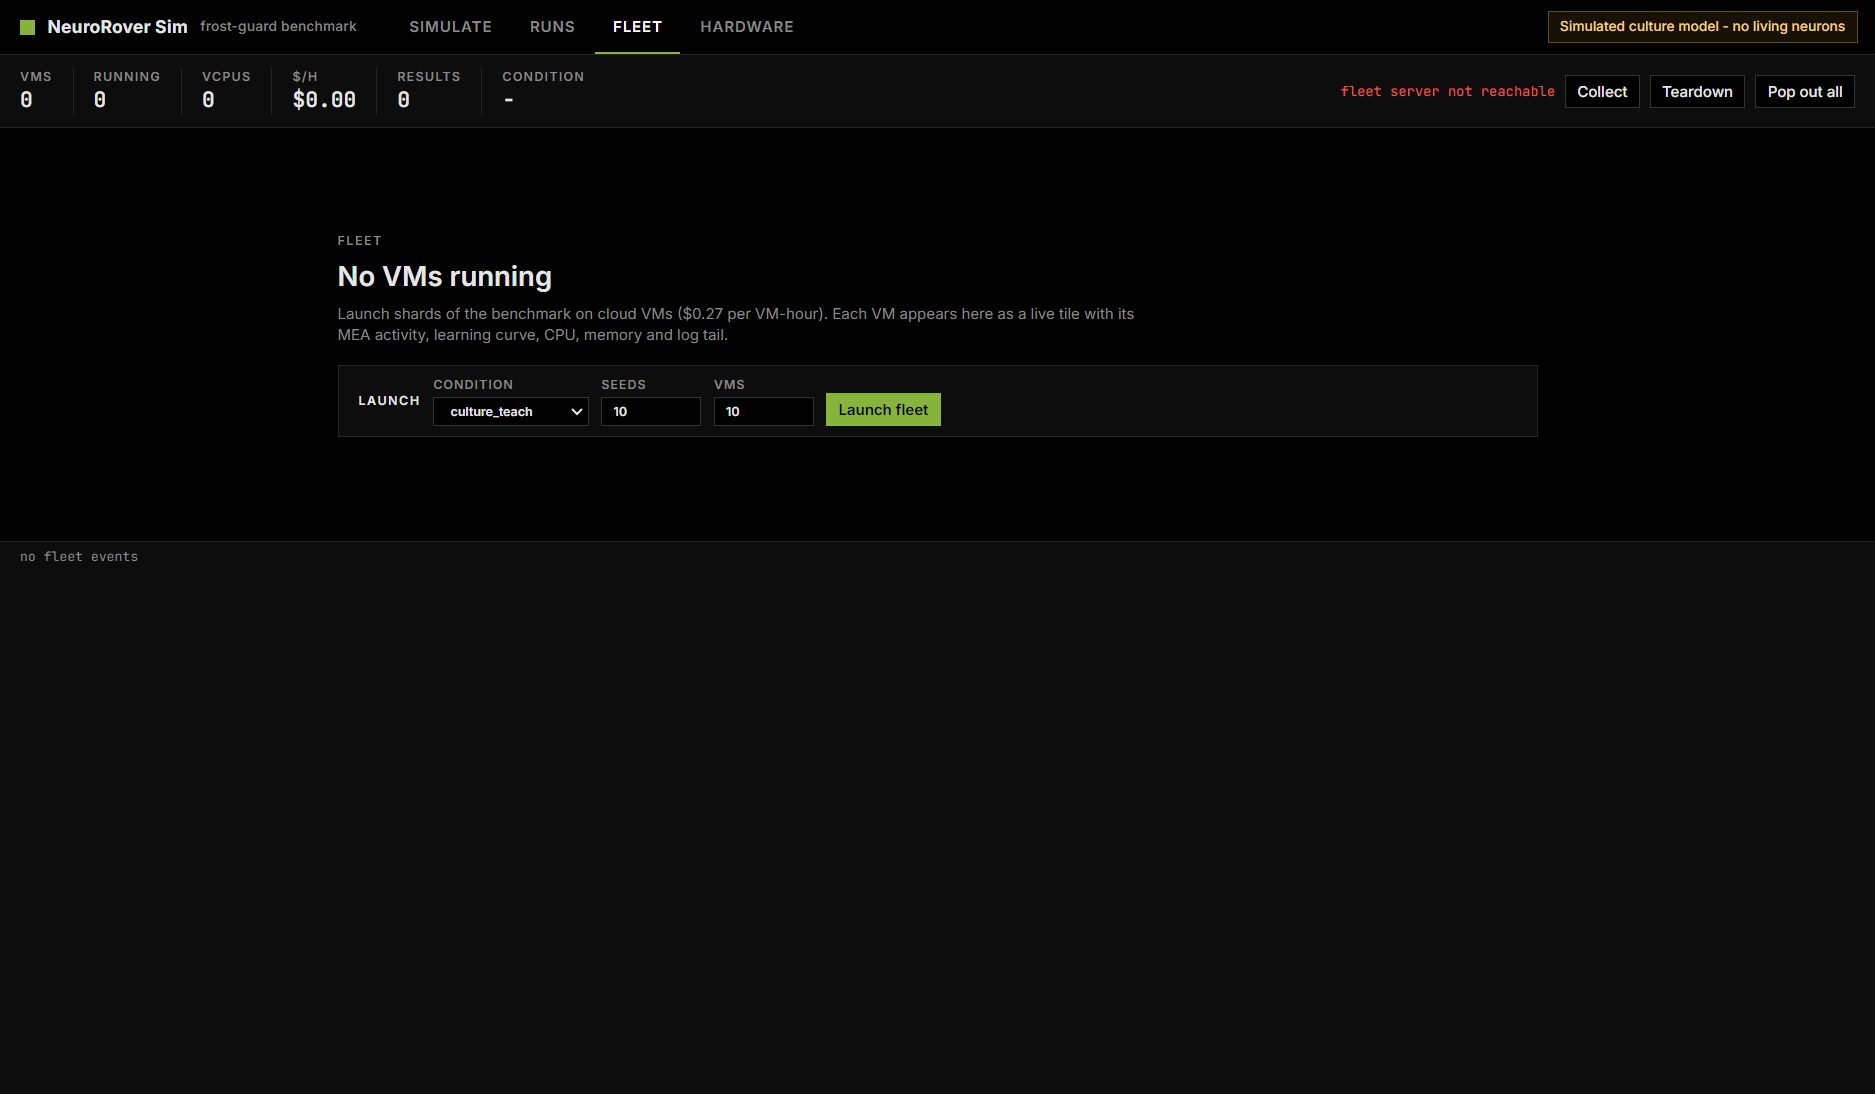 NeuroRover Sim frost-guard benchmark SIMULATE RUNS FLEET HARDWARE Simulated culture model - no living neurons
VMS RUNNING VCPUS $/H RESULTS CONDITION
0 0 0 $0.00 0 -
fleet server not reachable Collect Teardown Pop out all
FLEET
No VMs running
Launch shards of the benchmark on cloud VMs ($0.27 per VM-hour). Each VM appears here as a live tile with its
MEA activity, learning curve, CPU, memory and log tail.
CONDITION SEEDS VMS
LAUNCH culture_teach 10 10 Launch fleet
no fleet events